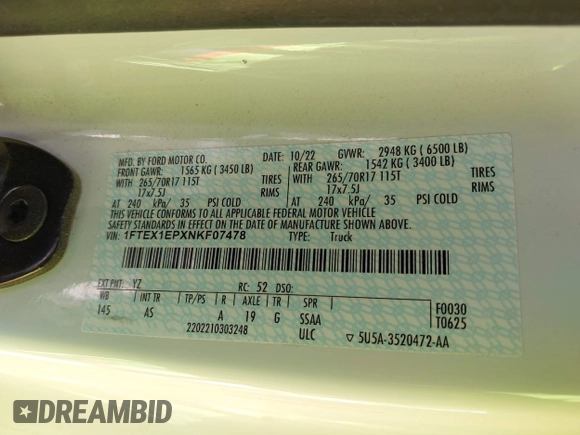 MFD. BY FORD MOTOR CO.
DATE: 10/22 GVWR: 2948 KG ( 6500 LB)
FRONT GAWR: 1565 KG ( 3450 LB) REAR GAWR: 1542 KG ( 3400 LB)
WITH 265/70R17 115T TIRES WITH 265/70R17 115T TIRES
17x7.5J 17x7.5J
AT 240 kPa/ 35 PSI COLD AT 240 kPa/ 35 PSI COLD
THIS VEHICLE CONFORMS TO ALL APPLICABLE FEDERAL MOTOR VEHICLE
SAFETY STANDARDS IN EFFECT ON THE DATE OF MANUFACTURE SHOWN ABOVE.
VIN: 1FTEX1EPXNKF07478 TYPE: Truck
EXT PNT: YZ RC: 52 DSO: F0030
WB INT TR TP/PS R AXLE TR SPR T0625
145 AS A 19 G SSAA
2202210303248 ULC 5U5A-3520472-AA
DREAMBID